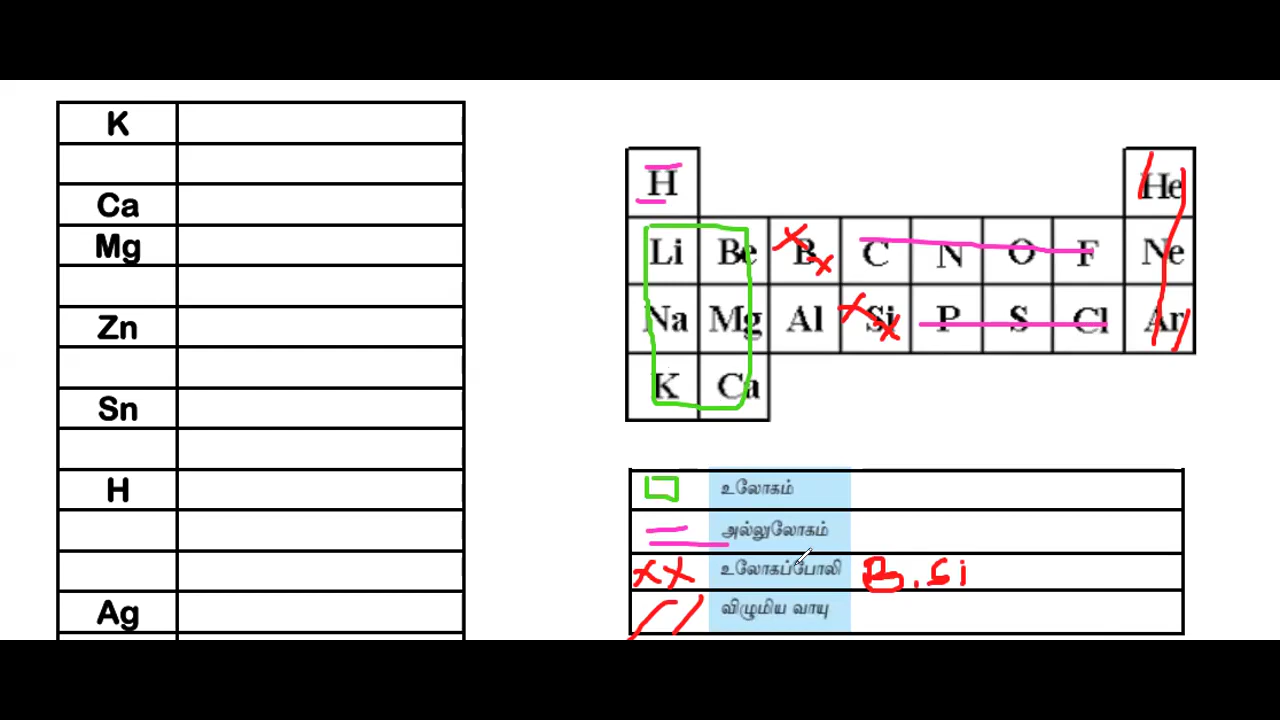 K
Ca
Mg
Zn
Sn
H
Ag
H He
Li Be B C N O F Ne
Na Mg Al Si P S Cl Ar
K Ca
உலோகம்
அல்லுலோகம்
உலோகப்போலி B, Si
விழுமிய வாயு